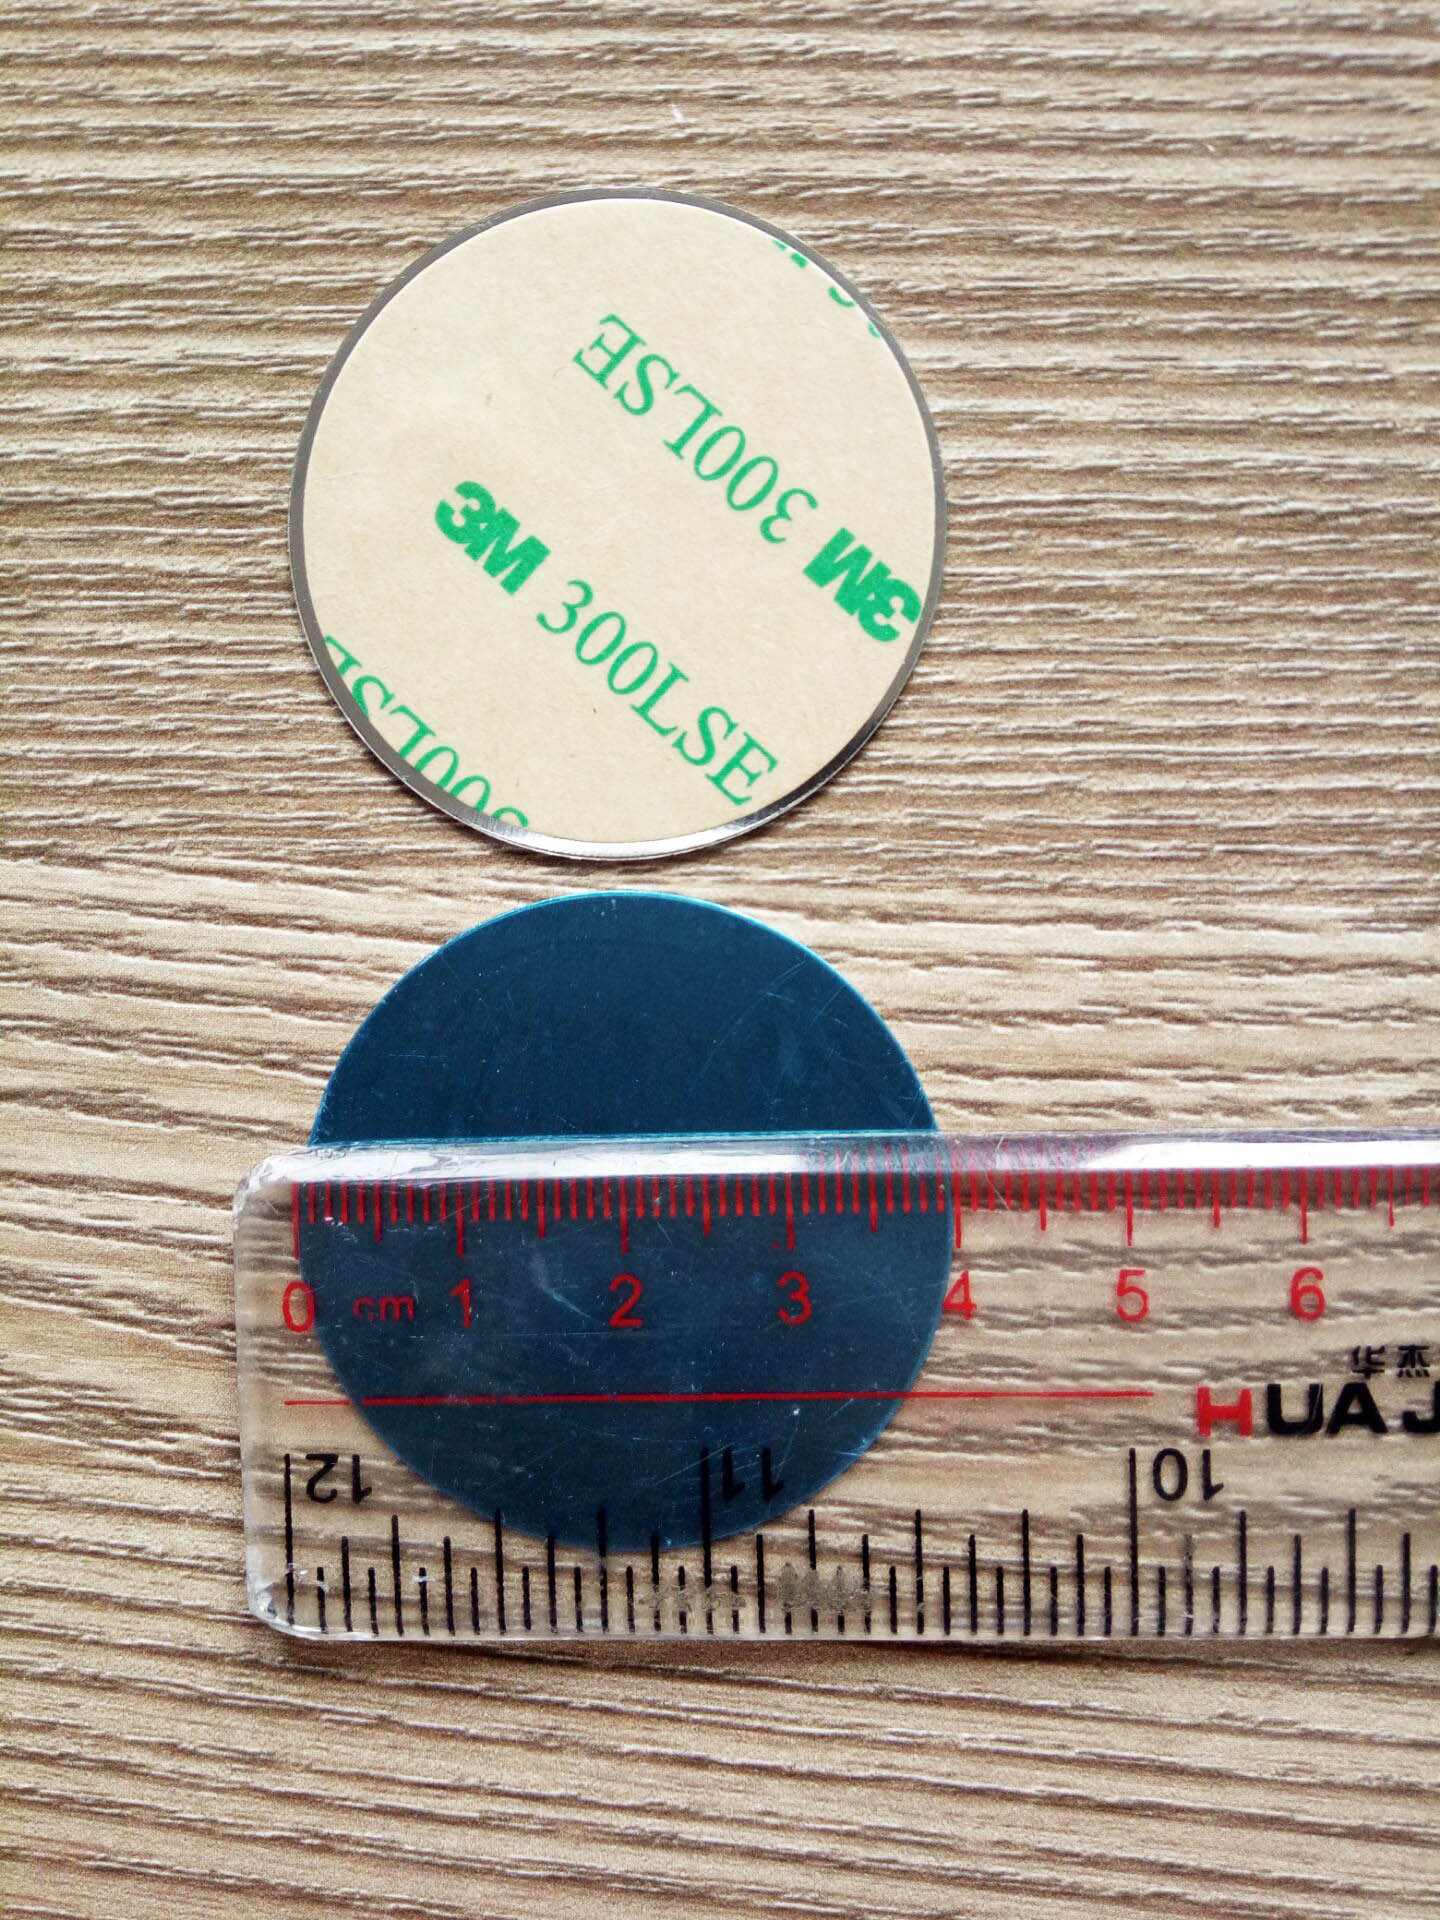 3M 300LSE
3M 300LSE
300LSE
0 cm 1 2 3 4 5 6
华杰
HUAJ
12 11 10